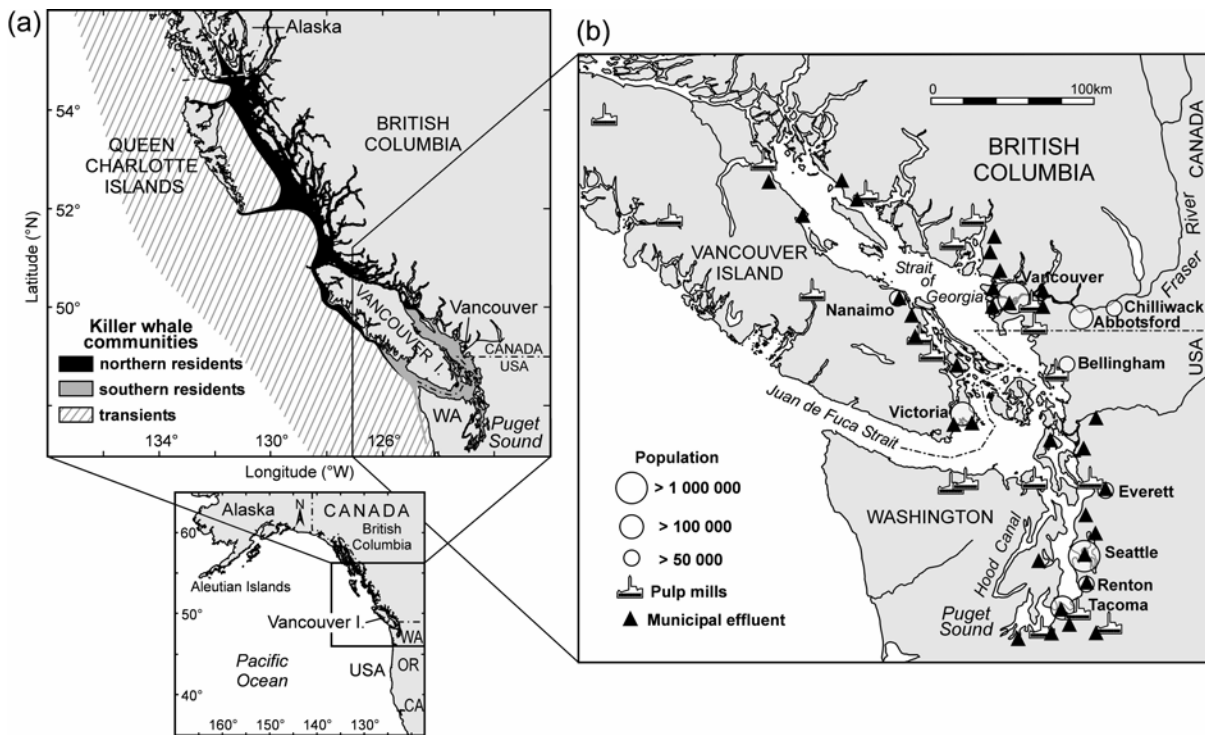 (a)
Alaska
54°
52°
50°
48°
Latitude (°N)
QUEEN
CHARLOTTE
ISLANDS
BRITISH
COLUMBIA
VANCOUVER
I.
Vancouver
CANADA
USA
WA
Puget
Sound
Killer whale
communities
northern residents
southern residents
transients
134°
130°
126°
Longitude (°W)
Alaska
N
CANADA
British
Columbia
60°
50°
40°
Aleutian Islands
Vancouver I.
WA
USA
OR
CA
Pacific
Ocean
160°
150°
140°
130°
120°
(b)
0
100km
BRITISH
COLUMBIA
CANADA
USA
Fraser River
VANCOUVER
ISLAND
Strait
of
Georgia
Vancouver
Chilliwack
Abbotsford
Nanaimo
Bellingham
Victoria
Juan de Fuca Strait
Population
> 1 000 000
> 100 000
> 50 000
Pulp mills
Municipal effluent
WASHINGTON
Hood Canal
Everett
Seattle
Renton
Tacoma
Puget
Sound